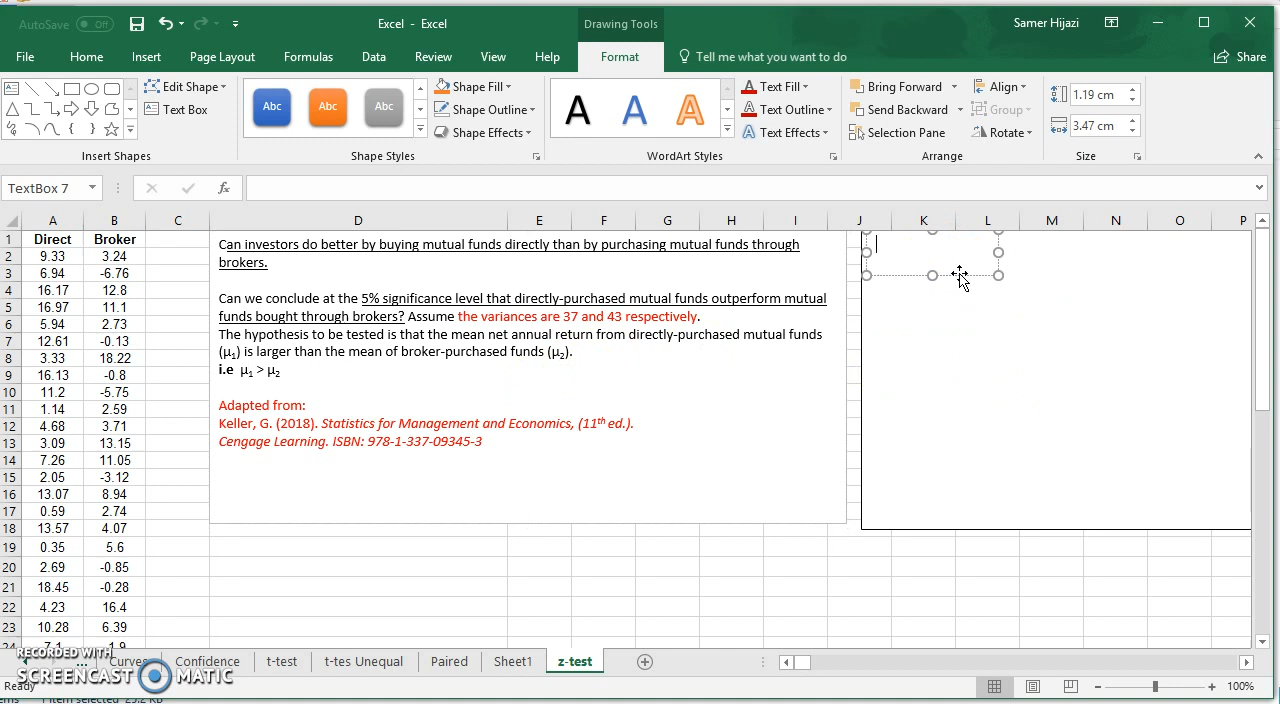 AutoSave Off
Excel - Excel
Drawing Tools
Samer Hijazi
File Home Insert Page Layout Formulas Data Review View Help Format Tell me what you want to do Share
Edit Shape
Text Box
Insert Shapes
Abc Abc Abc
Shape Fill
Shape Outline
Shape Effects
Shape Styles
A A A
Text Fill
Text Outline
Text Effects
WordArt Styles
Bring Forward
Send Backward
Selection Pane
Align
Group
Rotate
Arrange
1.19 cm
3.47 cm
Size
TextBox 7
fx
A B C D E F G H I J K L M N O P
1 Direct Broker
2 9.33 3.24
3 6.94 -6.76
4 16.17 12.8
5 16.97 11.1
6 5.94 2.73
7 12.61 -0.13
8 3.33 18.22
9 16.13 -0.8
10 11.2 -5.75
11 1.14 2.59
12 4.68 3.71
13 3.09 13.15
14 7.26 11.05
15 2.05 -3.12
16 13.07 8.94
17 0.59 2.74
18 13.57 4.07
19 0.35 5.6
20 2.69 -0.85
21 18.45 -0.28
22 4.23 16.4
23 10.28 6.39
Can investors do better by buying mutual funds directly than by purchasing mutual funds through
brokers.
Can we conclude at the 5% significance level that directly-purchased mutual funds outperform mutual
funds bought through brokers? Assume the variances are 37 and 43 respectively.
The hypothesis to be tested is that the mean net annual return from directly-purchased mutual funds
(μ₁) is larger than the mean of broker-purchased funds (μ₂).
i.e μ₁ > μ₂
Adapted from:
Keller, G. (2018). Statistics for Management and Economics, (11th ed.).
Cengage Learning. ISBN: 978-1-337-09345-3
... Curves Confidence t-test t-tes Unequal Paired Sheet1 z-test
RECORDED WITH
SCREENCAST MATIC
Ready
100%